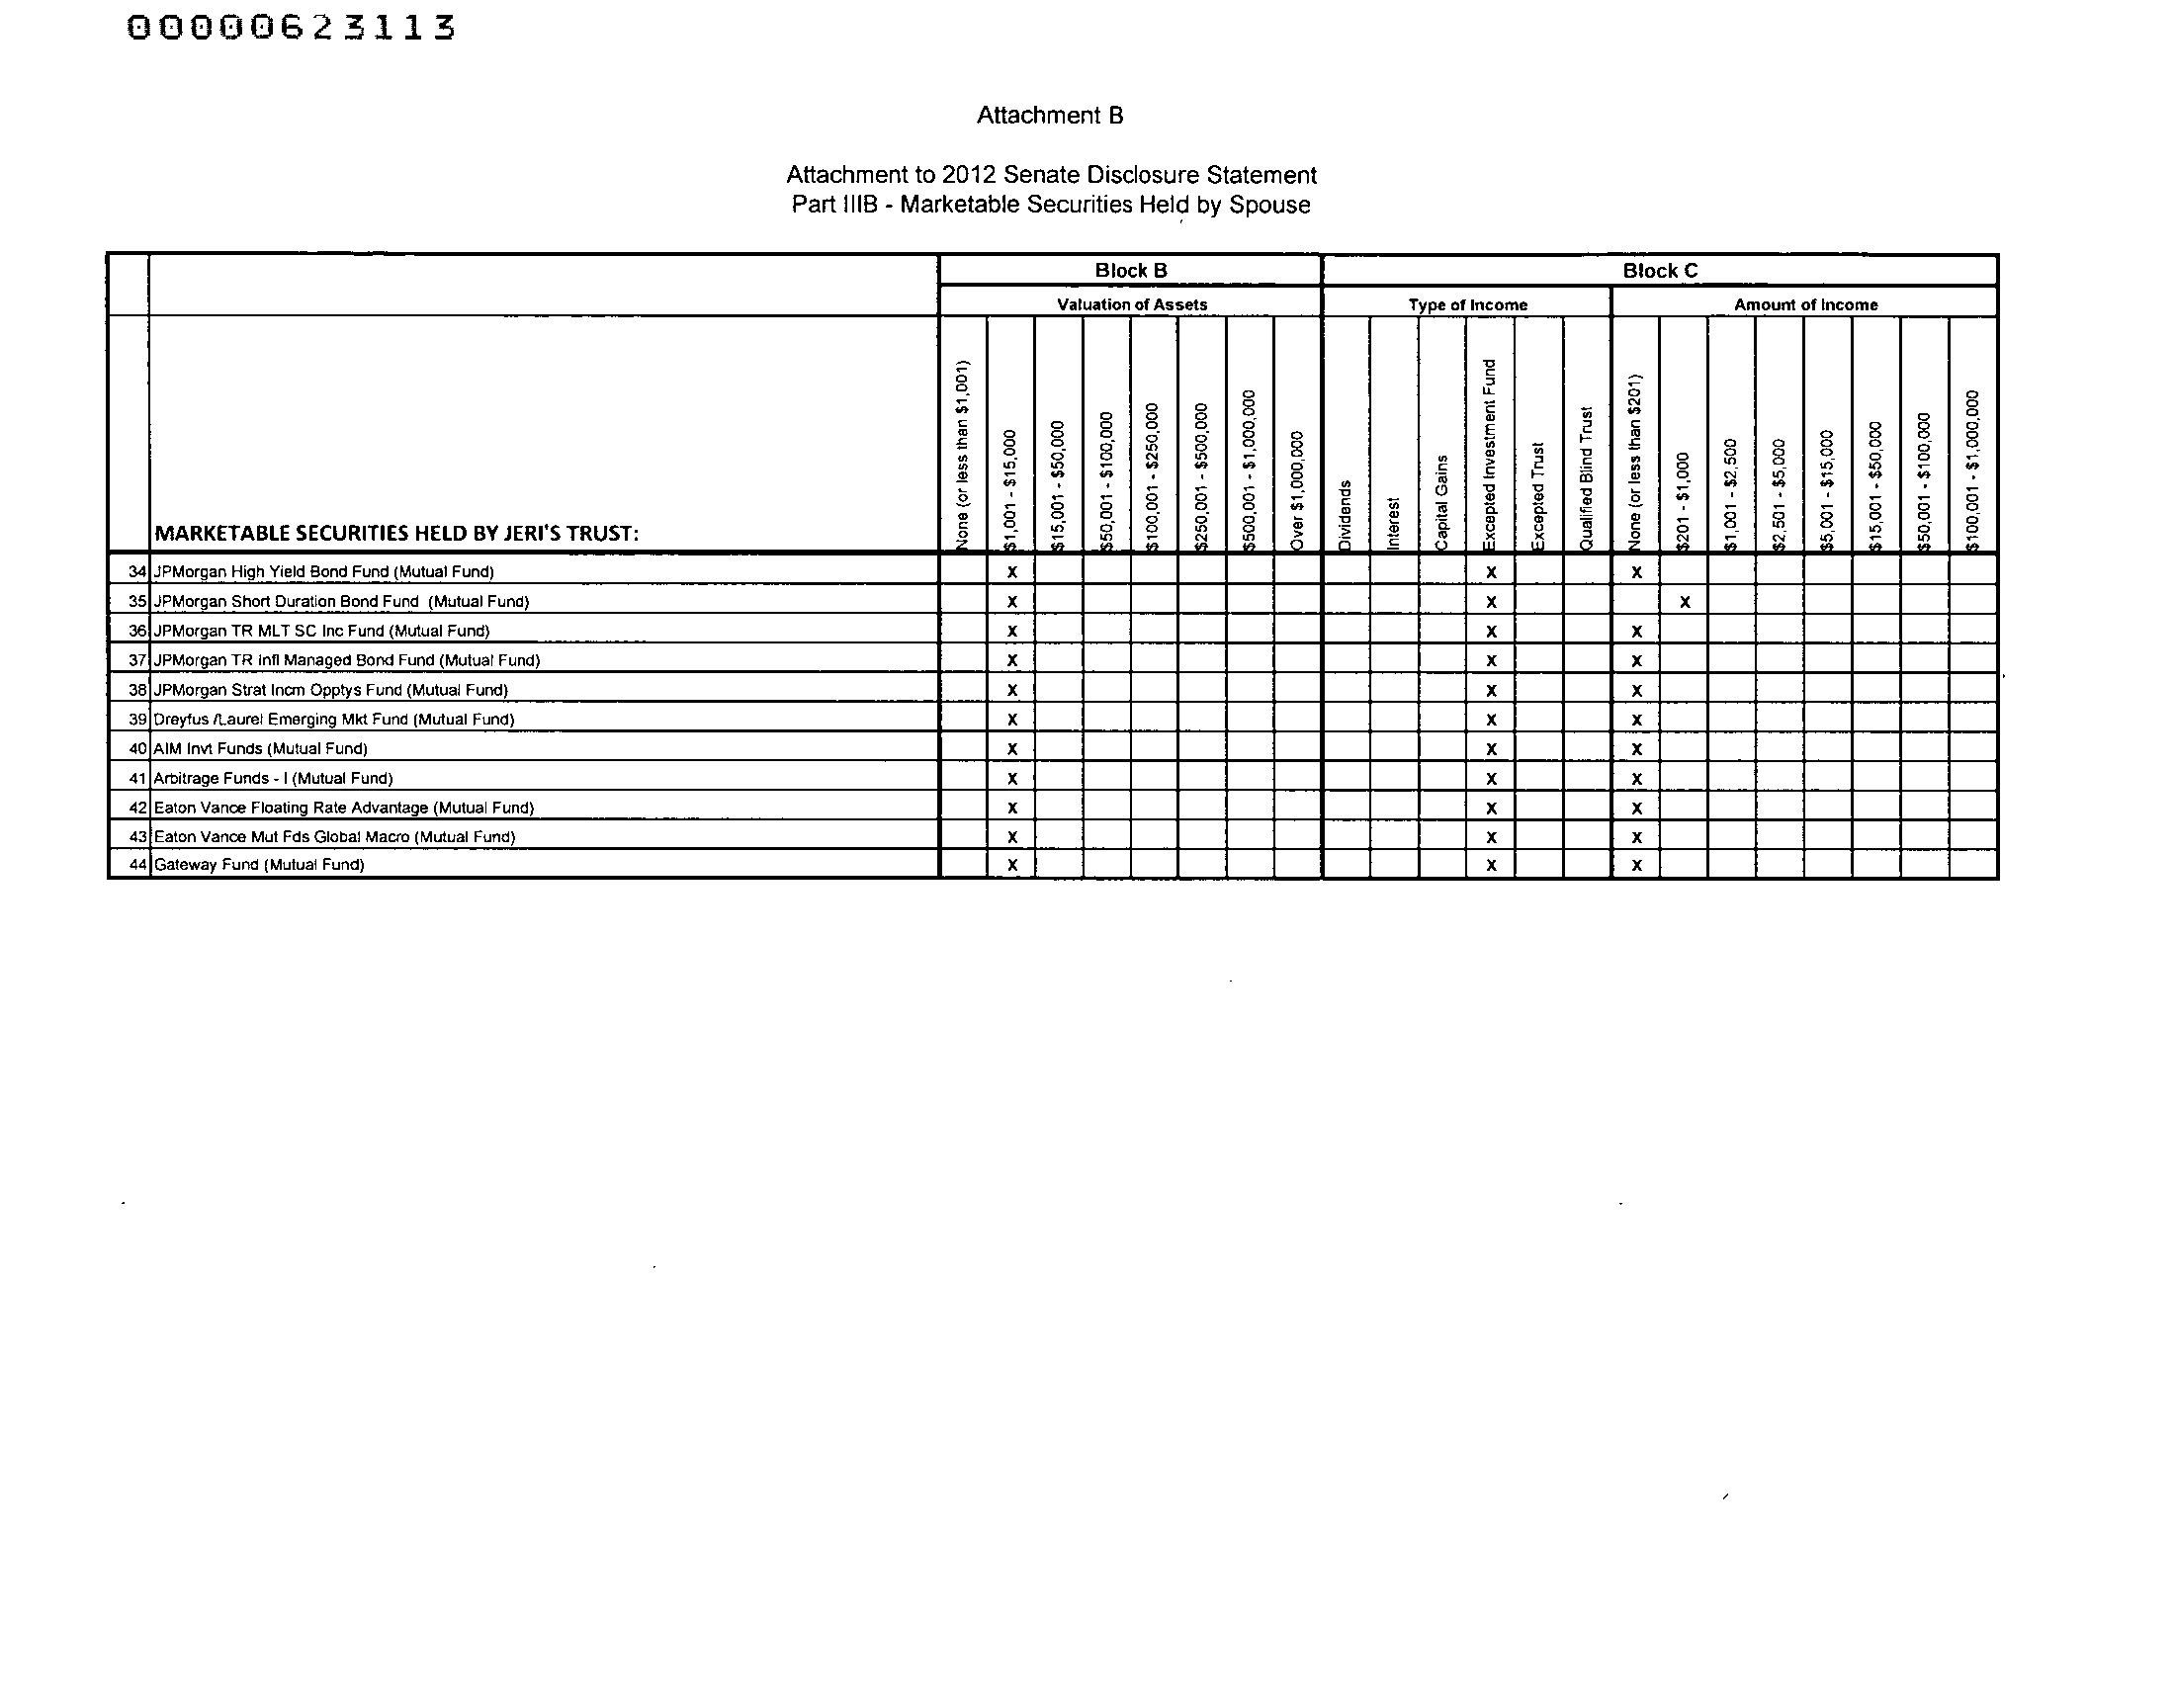 00000623113
Attachment B
Attachment to 2012 Senate Disclosure Statement
Part IIIB - Marketable Securities Held by Spouse
Block B
Block C
Valuation of Assets
Type of Income
Amount of Income
MARKETABLE SECURITIES HELD BY JERI'S TRUST:
None (or less than $1,001)
$1,001 - $15,000
$15,001 - $50,000
$50,001 - $100,000
$100,001 - $250,000
$250,001 - $500,000
$500,001 - $1,000,000
Over $1,000,000
Dividends
Interest
Capital Gains
Excepted Investment Fund
Excepted Trust
Qualified Blind Trust
None (or less than $201)
$201 - $1,000
$1,001 - $2,500
$2,501 - $5,000
$5,001 - $15,000
$15,001 - $50,000
$50,001 - $100,000
$100,001 - $1,000,000
34 JPMorgan High Yield Bond Fund (Mutual Fund) X X X
35 JPMorgan Short Duration Bond Fund (Mutual Fund) X X X
36 JPMorgan TR MLT SC Inc Fund (Mutual Fund) X X X
37 JPMorgan TR Infl Managed Bond Fund (Mutual Fund) X X X
38 JPMorgan Strat Incm Opptys Fund (Mutual Fund) X X X
39 Dreyfus /Laurel Emerging Mkt Fund (Mutual Fund) X X X
40 AIM Invt Funds (Mutual Fund) X X X
41 Arbitrage Funds - I (Mutual Fund) X X X
42 Eaton Vance Floating Rate Advantage (Mutual Fund) X X X
43 Eaton Vance Mut Fds Global Macro (Mutual Fund) X X X
44 Gateway Fund (Mutual Fund) X X X